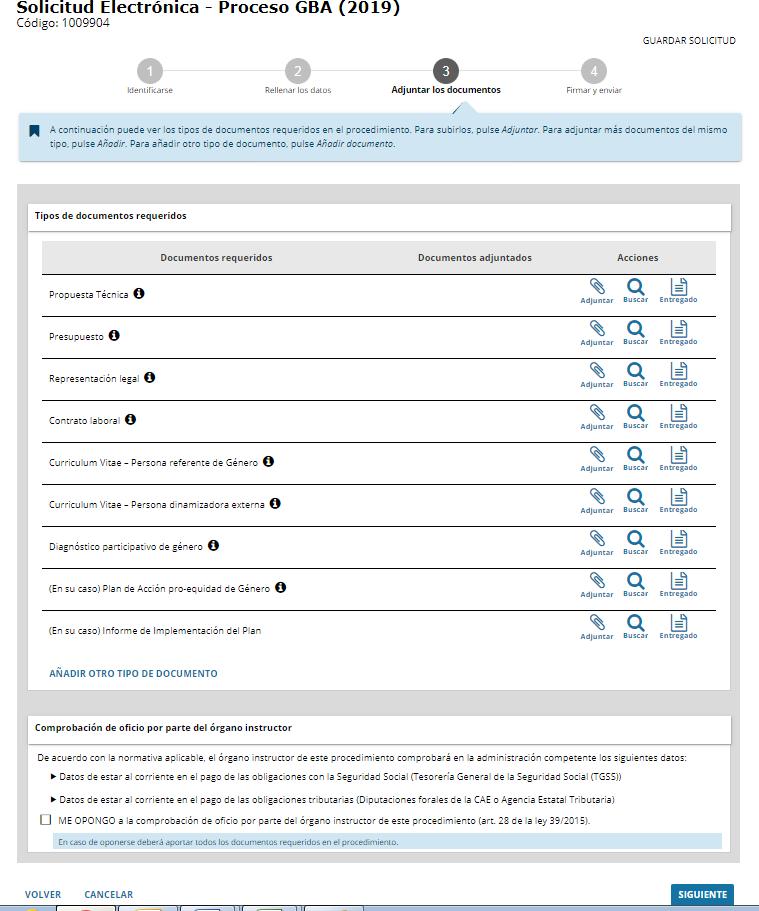 Solicitud Electrónica - Proceso GBA (2019)
Código: 1009904
GUARDAR SOLICITUD
1 2 3 4
Identificarse Rellenar los datos Adjuntar los documentos Firmar y enviar
A continuación puede ver los tipos de documentos requeridos en el procedimiento. Para subirlos, pulse Adjuntar. Para adjuntar más documentos del mismo
tipo, pulse Añadir. Para añadir otro tipo de documento, pulse Añadir documento.
Tipos de documentos requeridos
Documentos requeridos Documentos adjuntados Acciones
Propuesta Técnica Adjuntar Buscar Entregado
Presupuesto Adjuntar Buscar Entregado
Representación legal Adjuntar Buscar Entregado
Contrato laboral Adjuntar Buscar Entregado
Curriculum Vitae – Persona referente de Género Adjuntar Buscar Entregado
Curriculum Vitae – Persona dinamizadora externa Adjuntar Buscar Entregado
Diagnóstico participativo de género Adjuntar Buscar Entregado
(En su caso) Plan de Acción pro-equidad de Género Adjuntar Buscar Entregado
(En su caso) Informe de Implementación del Plan Adjuntar Buscar Entregado
AÑADIR OTRO TIPO DE DOCUMENTO
Comprobación de oficio por parte del órgano instructor
De acuerdo con la normativa aplicable, el órgano instructor de este procedimiento comprobará en la administración competente los siguientes datos:
Datos de estar al corriente en el pago de las obligaciones con la Seguridad Social (Tesorería General de la Seguridad Social (TGSS))
Datos de estar al corriente en el pago de las obligaciones tributarias (Diputaciones forales de la CAE o Agencia Estatal Tributaria)
ME OPONGO a la comprobación de oficio por parte del órgano instructor de este procedimiento (art. 28 de la ley 39/2015).
En caso de oponerse deberá aportar todos los documentos requeridos en el procedimiento.
VOLVER CANCELAR SIGUIENTE